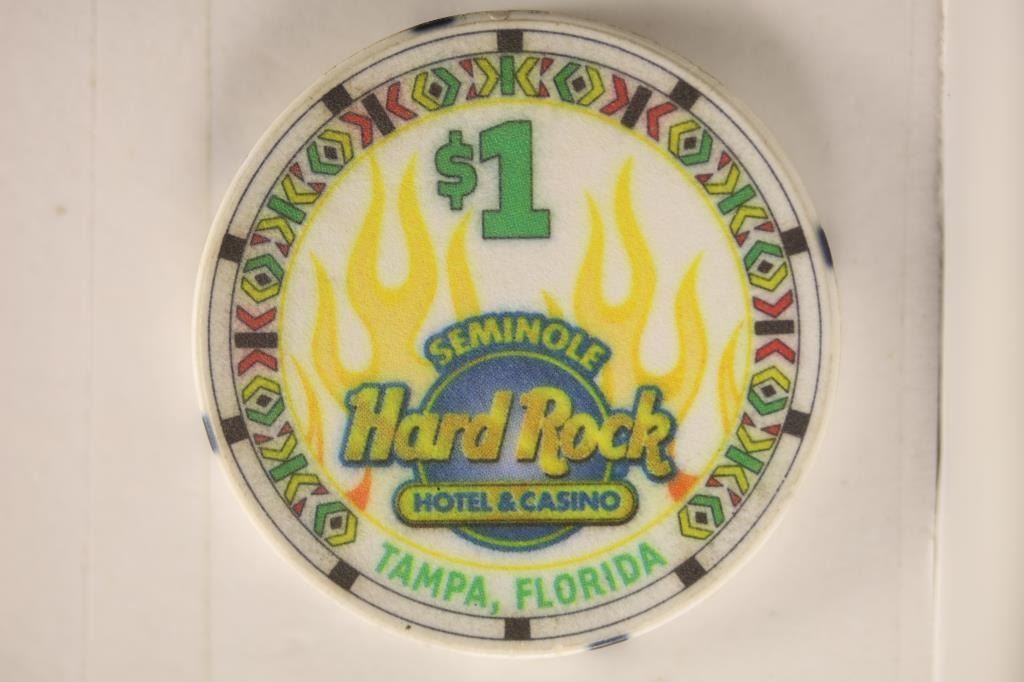 $1
SEMINOLE
Hard Rock
HOTEL & CASINO
TAMPA, FLORIDA